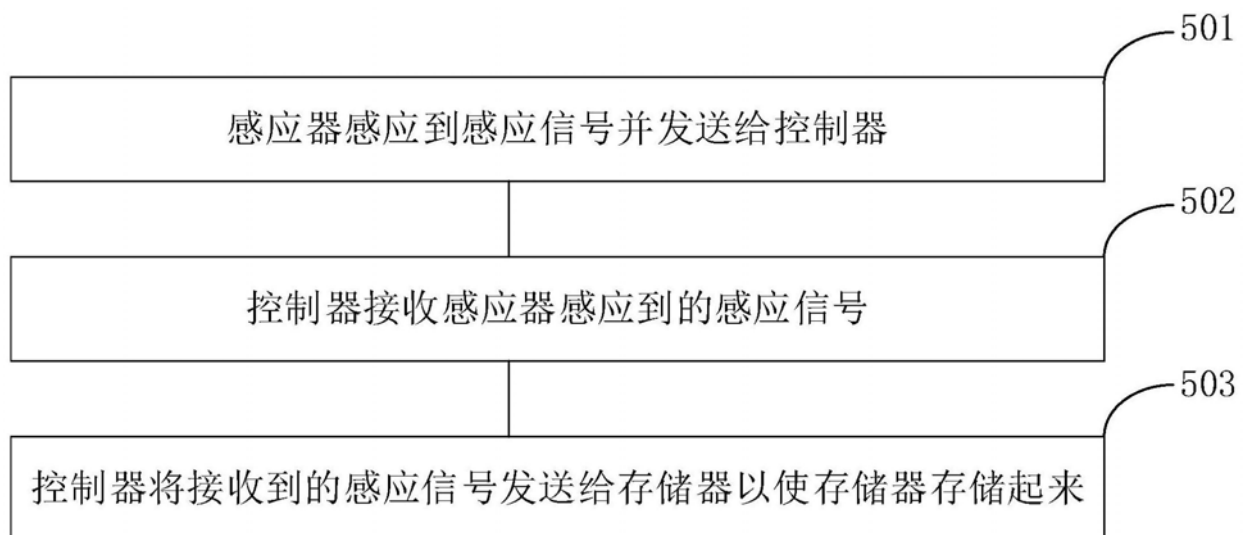 501
感应器感应到感应信号并发送给控制器
502
控制器接收感应器感应到的感应信号
503
控制器将接收到的感应信号发送给存储器以使存储器存储起来